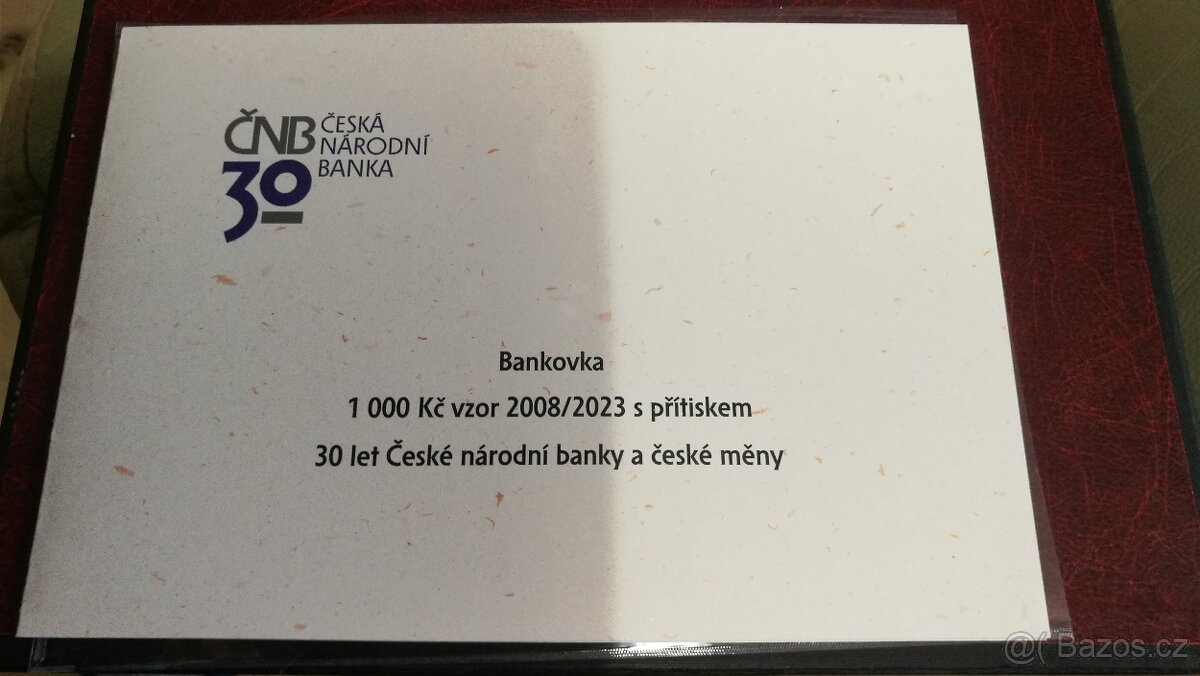 ČNB ČESKÁ
NÁRODNÍ
BANKA
30
Bankovka
1 000 Kč vzor 2008/2023 s přítiskem
30 let České národní banky a české měny
@( Bazos.cz